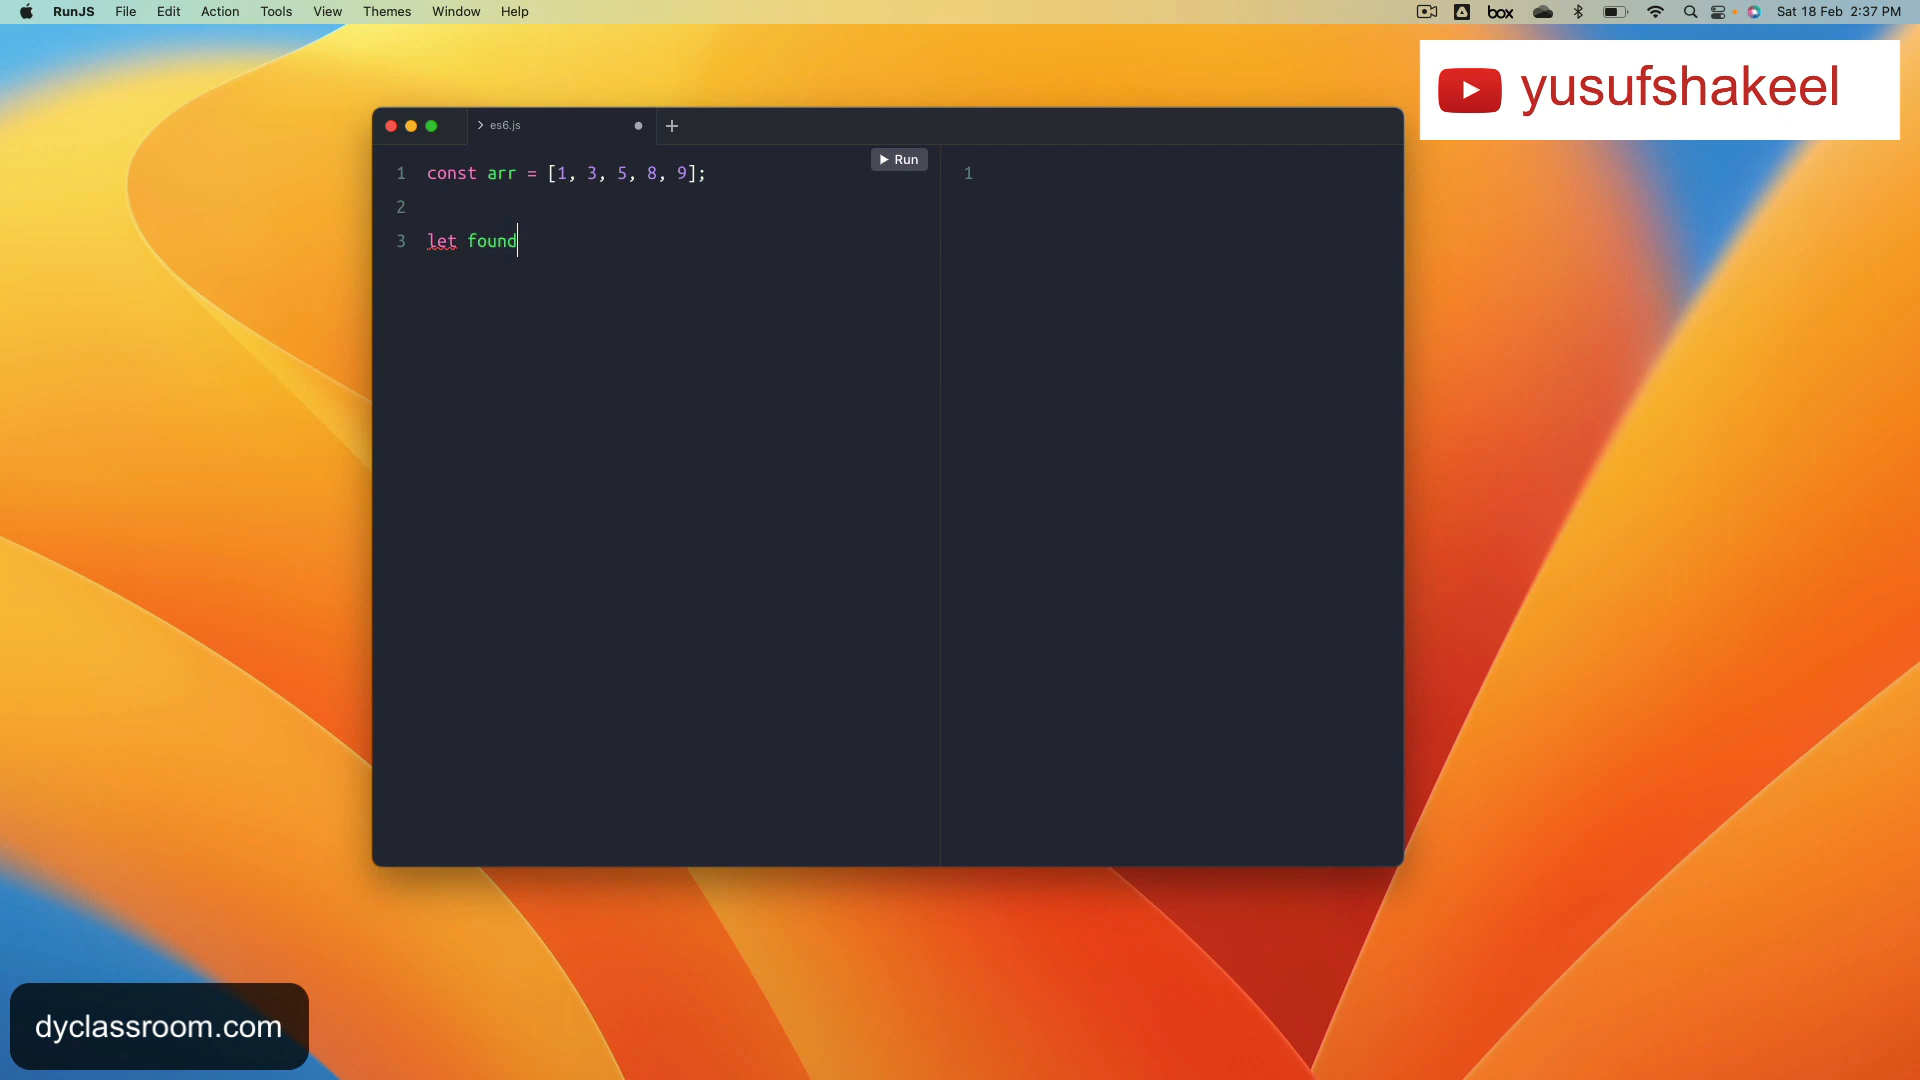 RunJS File Edit Action Tools View Themes Window Help
box Sat 18 Feb 2:37 PM
yusufshakeel
es6.js
Run
1 const arr = [1, 3, 5, 8, 9];
2
3 let found
1
dyclassroom.com